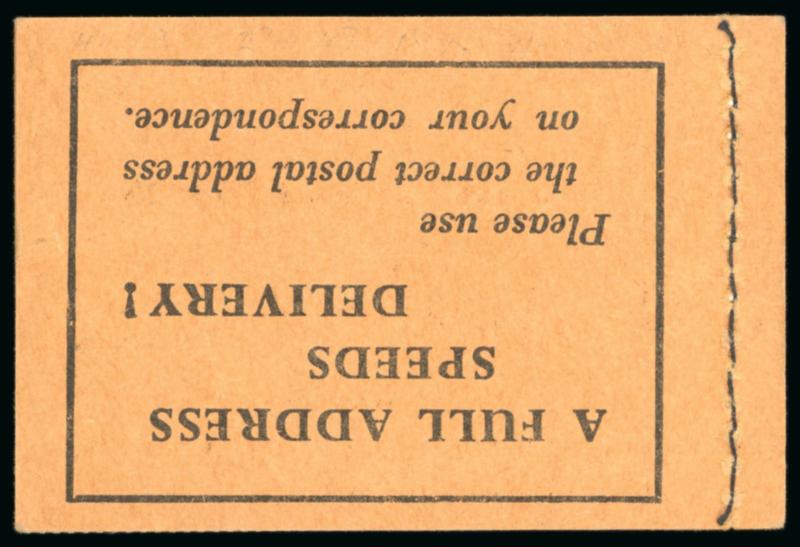 A FULL ADDRESS
SPEEDS
DELIVERY!
Please use
the correct postal address
on your correspondence.